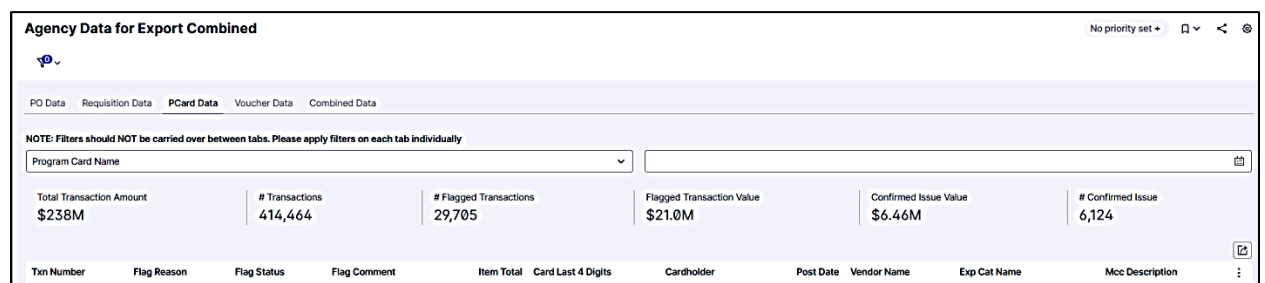 Agency Data for Export Combined
No priority set +
0
PO Data Requisition Data PCard Data Voucher Data Combined Data
NOTE: Filters should NOT be carried over between tabs. Please apply filters on each tab individually
Program Card Name
Total Transaction Amount # Transactions # Flagged Transactions Flagged Transaction Value Confirmed Issue Value # Confirmed Issue
$238M 414,464 29,705 $21.0M $6.46M 6,124
Txn Number Flag Reason Flag Status Flag Comment Item Total Card Last 4 Digits Cardholder Post Date Vendor Name Exp Cat Name Mcc Description